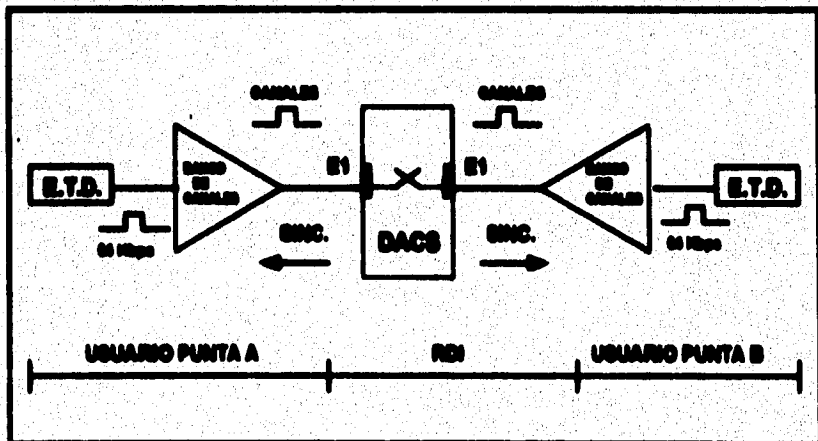 CANALES
CANALES
E1
E1
E.T.D.
BANCO
DE
CANALES
BANCO
DE
CANALES
E.T.D.
64 Kbps
64 Kbps
SINC.
DACS
SINC.
USUARIO PUNTA A
RDI
USUARIO PUNTA B